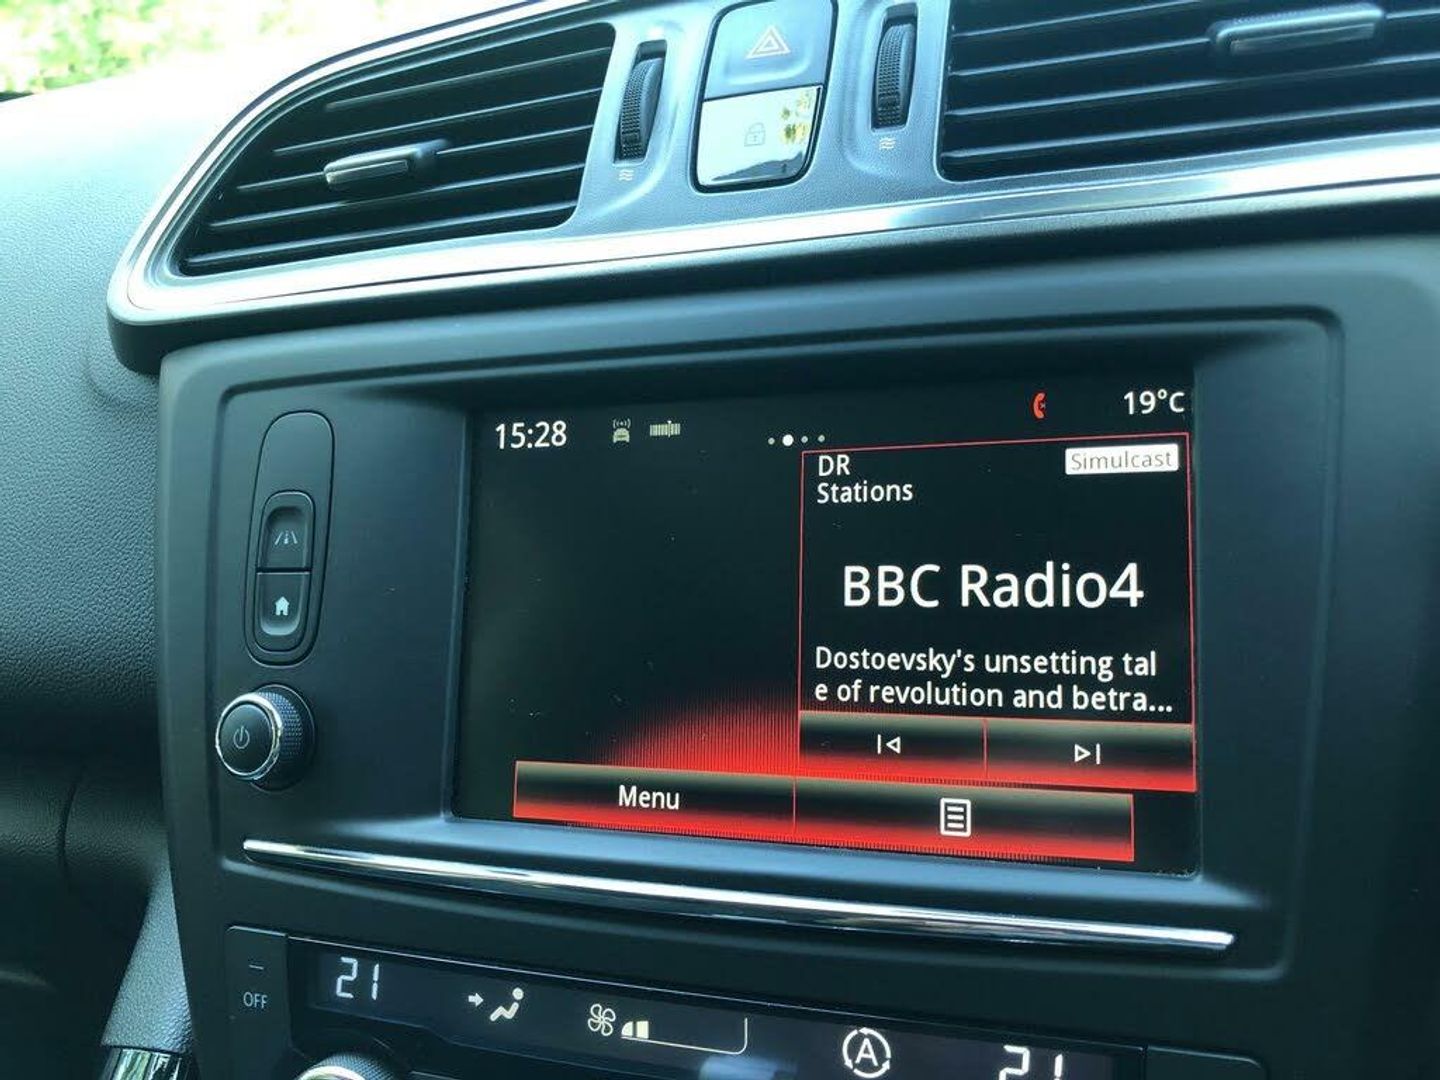 15:28
19°C
DR
Simulcast
Stations
BBC Radio4
Dostoevsky's unsetting tal
e of revolution and betra...
Menu
OFF
21
A
21